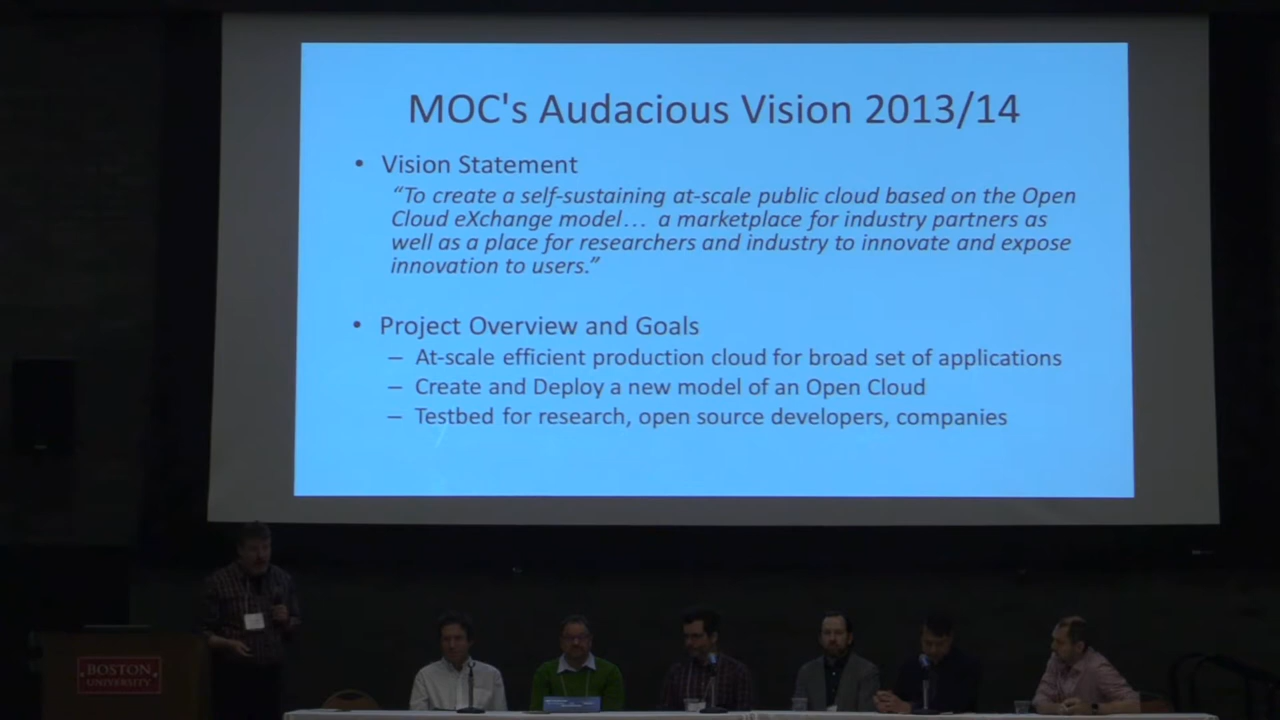 MOC's Audacious Vision 2013/14
• Vision Statement
“To create a self-sustaining at-scale public cloud based on the Open
Cloud eXchange model… a marketplace for industry partners as
well as a place for researchers and industry to innovate and expose
innovation to users.”
• Project Overview and Goals
– At-scale efficient production cloud for broad set of applications
– Create and Deploy a new model of an Open Cloud
– Testbed for research, open source developers, companies
BOSTON
UNIVERSITY